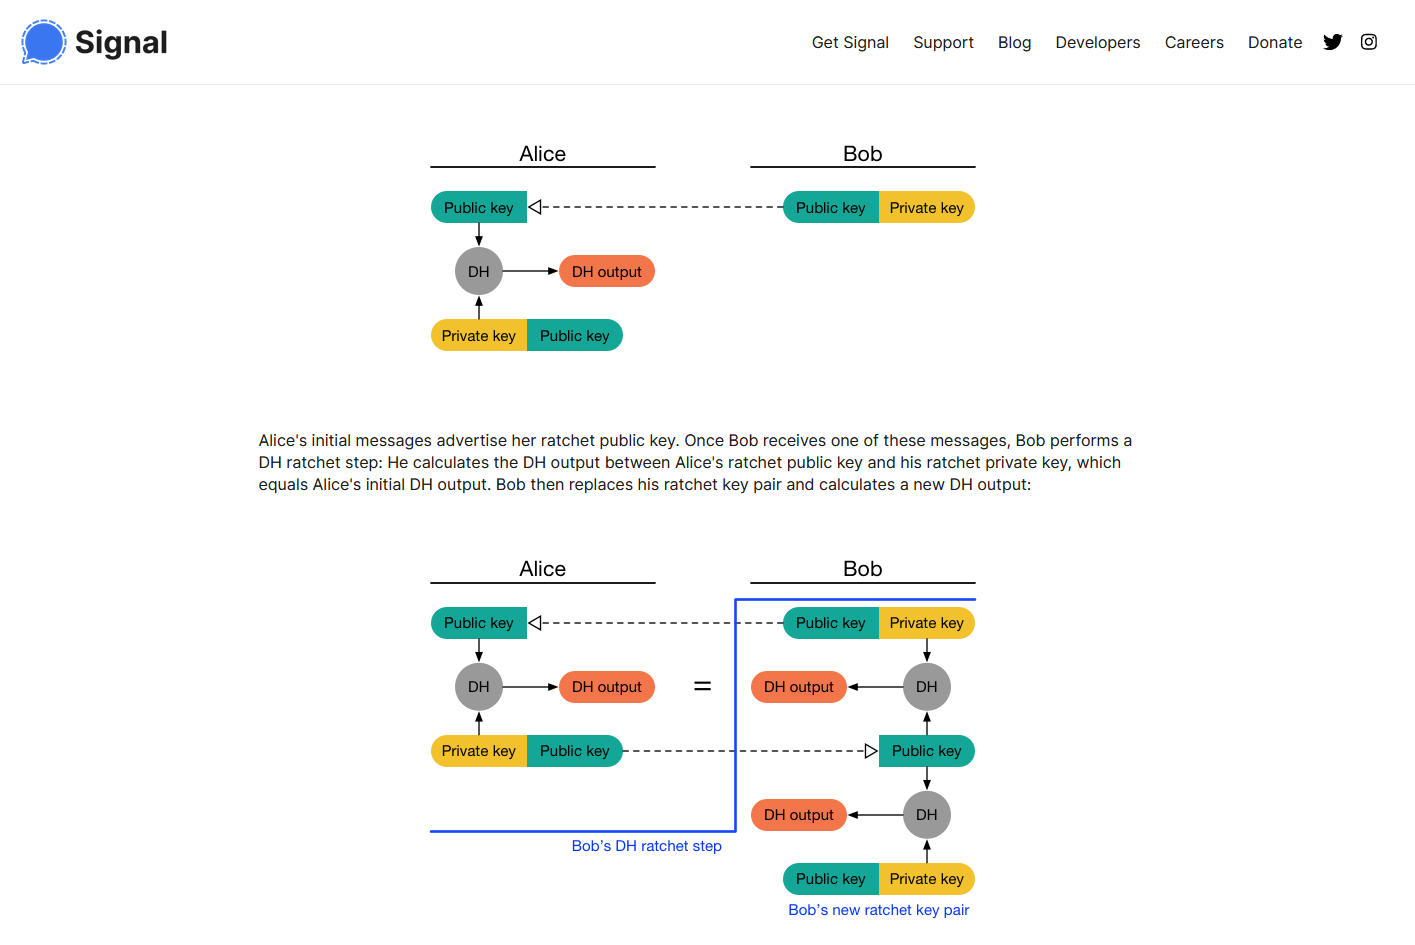 Signal
Get Signal Support Blog Developers Careers Donate
Alice Bob
Public key Public key Private key
DH DH output
Private key Public key
Alice's initial messages advertise her ratchet public key. Once Bob receives one of these messages, Bob performs a
DH ratchet step: He calculates the DH output between Alice's ratchet public key and his ratchet private key, which
equals Alice's initial DH output. Bob then replaces his ratchet key pair and calculates a new DH output:
Alice Bob
Public key Public key Private key
DH DH output = DH output DH
Private key Public key Public key
DH output DH
Bob's DH ratchet step
Public key Private key
Bob's new ratchet key pair